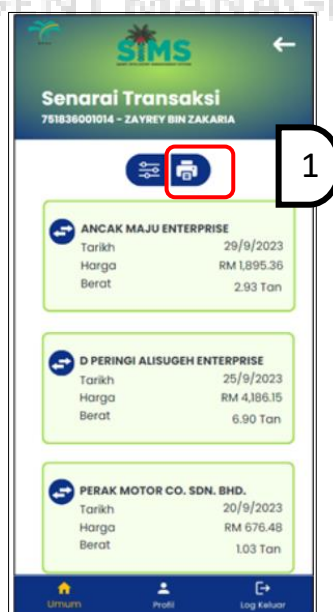 SIMS
Senarai Transaksi
751836001014 - ZAYREY BIN ZAKARIA
1
ANCAK MAJU ENTERPRISE
Tarikh 29/9/2023
Harga RM 1,895.36
Berat 2.93 Tan
D PERINGI ALISUGEH ENTERPRISE
Tarikh 25/9/2023
Harga RM 4,186.15
Berat 6.90 Tan
PERAK MOTOR CO. SDN. BHD.
Tarikh 20/9/2023
Harga RM 676.48
Berat 1.03 Tan
Umum Profil Log Keluar